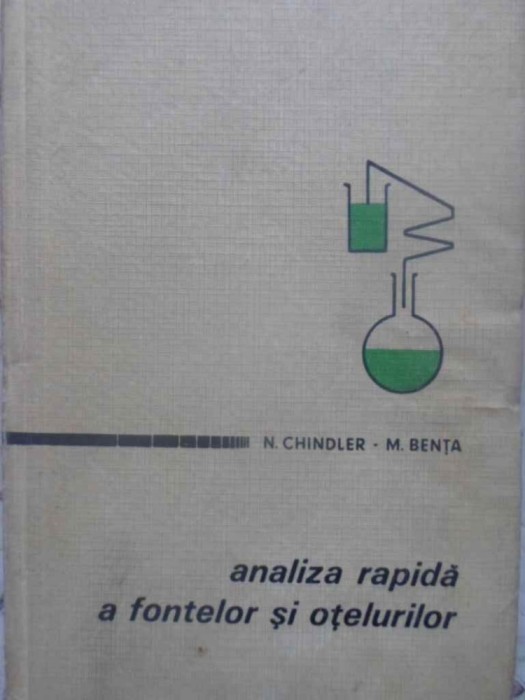 N. CHINDLER • M. BENȚA
analiza rapidă
a fontelor și oțelurilor